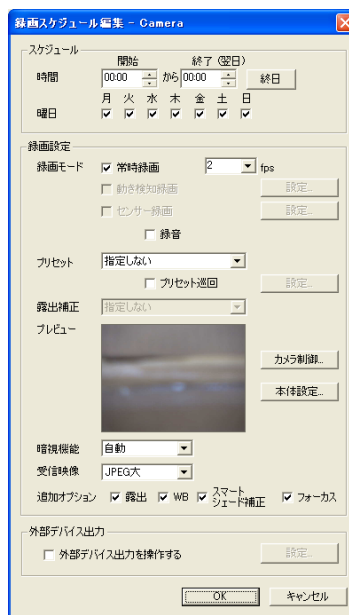 録画スケジュール編集 - Camera
スケジュール
開始 終了 (翌日)
時間 00:00 から 00:00 終日
月 火 水 木 金 土 日
曜日
録画設定
録画モード 常時録画 2 fps
動き検知録画 設定...
センサー録画 設定...
録音
プリセット 指定しない
プリセット巡回 設定...
露出補正 指定しない
プレビュー
カメラ制御...
本体設定...
暗視機能 自動
受信映像 JPEG大
追加オプション 露出 WB スマート
シェード補正 フォーカス
外部デバイス出力
外部デバイス出力を操作する 設定...
OK キャンセル